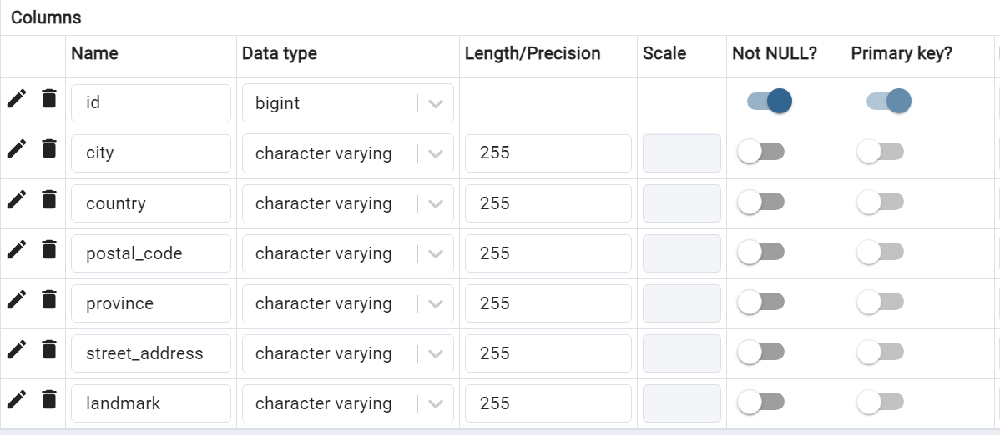 Columns
Name Data type Length/Precision Scale Not NULL? Primary key?
id bigint
city character varying 255
country character varying 255
postal_code character varying 255
province character varying 255
street_address character varying 255
landmark character varying 255